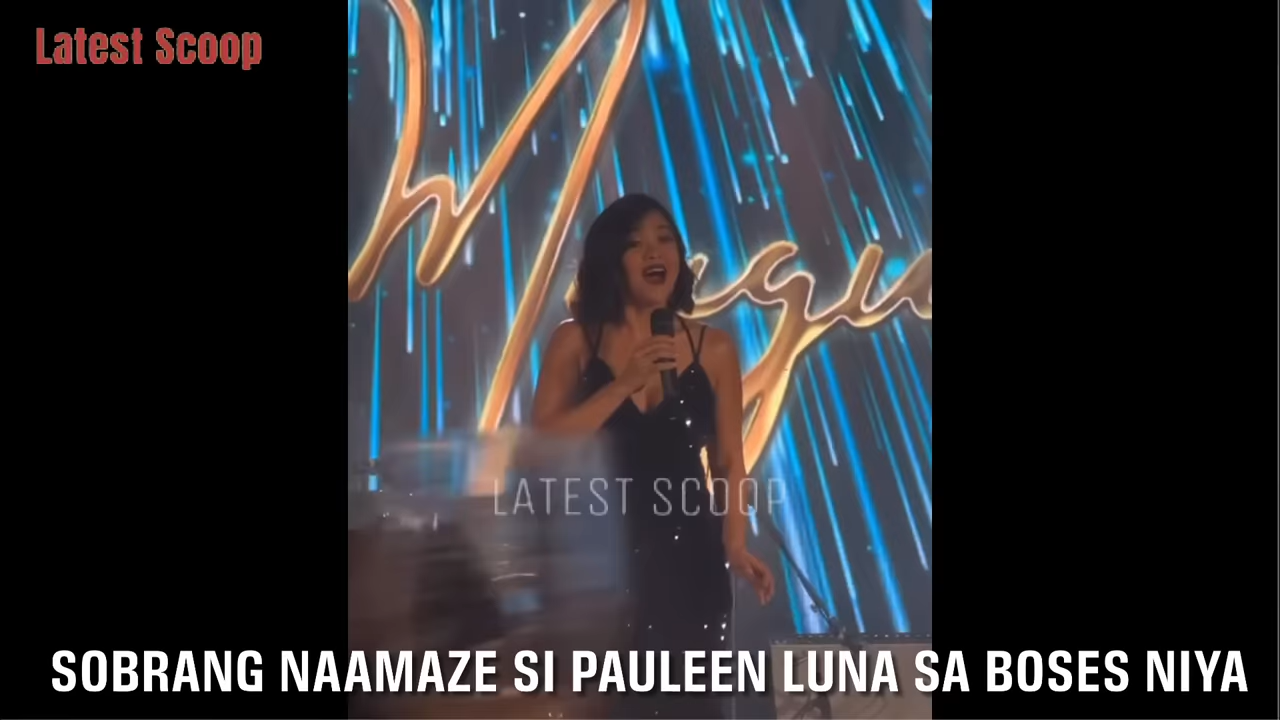 Latest Scoop
LATEST SCOOP
SOBRANG NAAMAZE SI PAULEEN LUNA SA BOSES NIYA